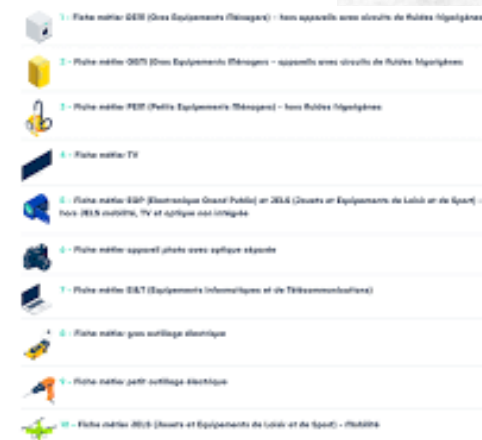 1 - Fiche métier GEM (Gros Equipements Ménagers) - hors appareils avec circuits de fluides frigorigènes
2 - Fiche métier GEM (Gros Equipements Ménagers) - appareils avec circuits de fluides frigorigènes
3 - Fiche métier PEM (Petits Equipements Ménagers) - hors fluides frigorigènes
4 - Fiche métier TV
5 - Fiche métier EGP (Electronique Grand Public) et JELS (Jouets et Equipements de Loisir et de Sport) -
hors JELS mobilité, TV et optique non intégrée
6 - Fiche métier appareil photo avec optique séparée
7 - Fiche métier EI&T (Equipements Informatiques et de Télécommunications)
8 - Fiche métier gros outillage électrique
9 - Fiche métier petit outillage électrique
10 - Fiche métier JELS (Jouets et Equipements de Loisir et de Sport) - Mobilité